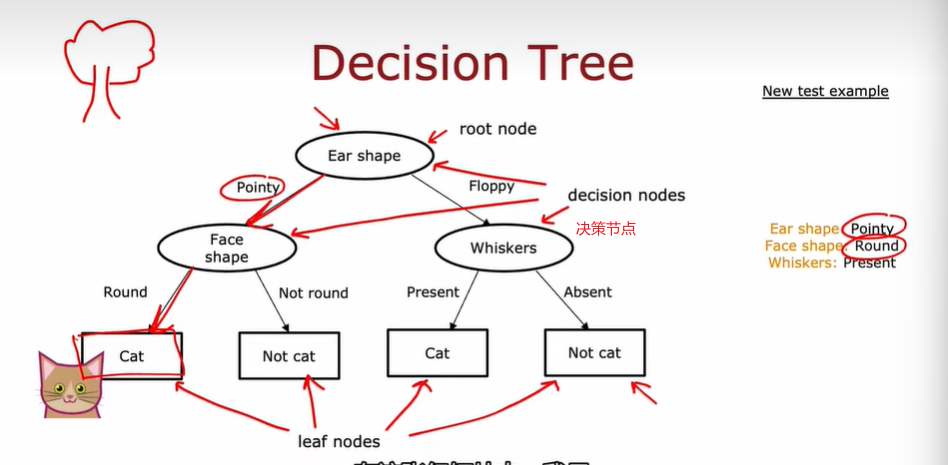 Decision Tree
New test example
root node
Ear shape
Pointy
Floppy
decision nodes
决策节点
Face
shape
Whiskers
Ear shape: Pointy
Face shape: Round
Whiskers: Present
Round
Not round
Present
Absent
Cat
Not cat
Cat
Not cat
leaf nodes